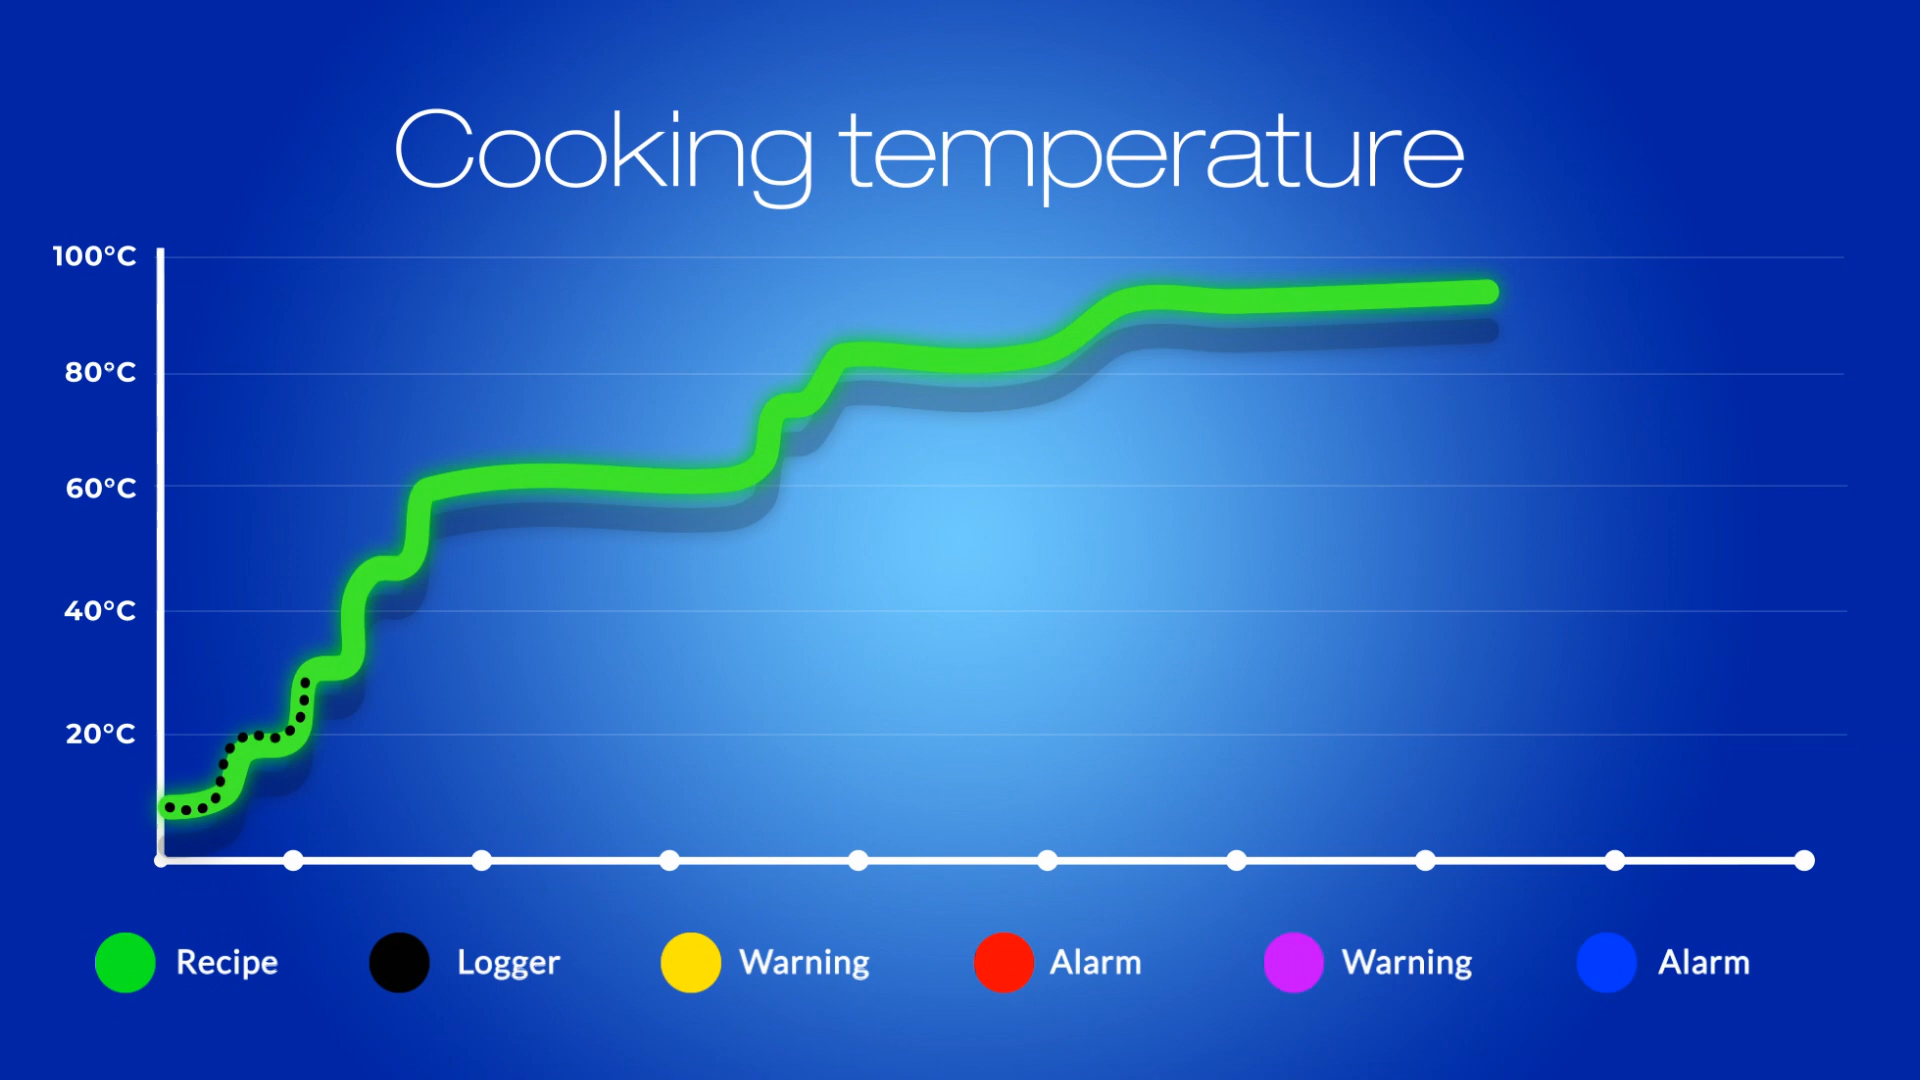 Cooking temperature
100°C
80°C
60°C
40°C
20°C
Recipe
Logger
Warning
Alarm
Warning
Alarm